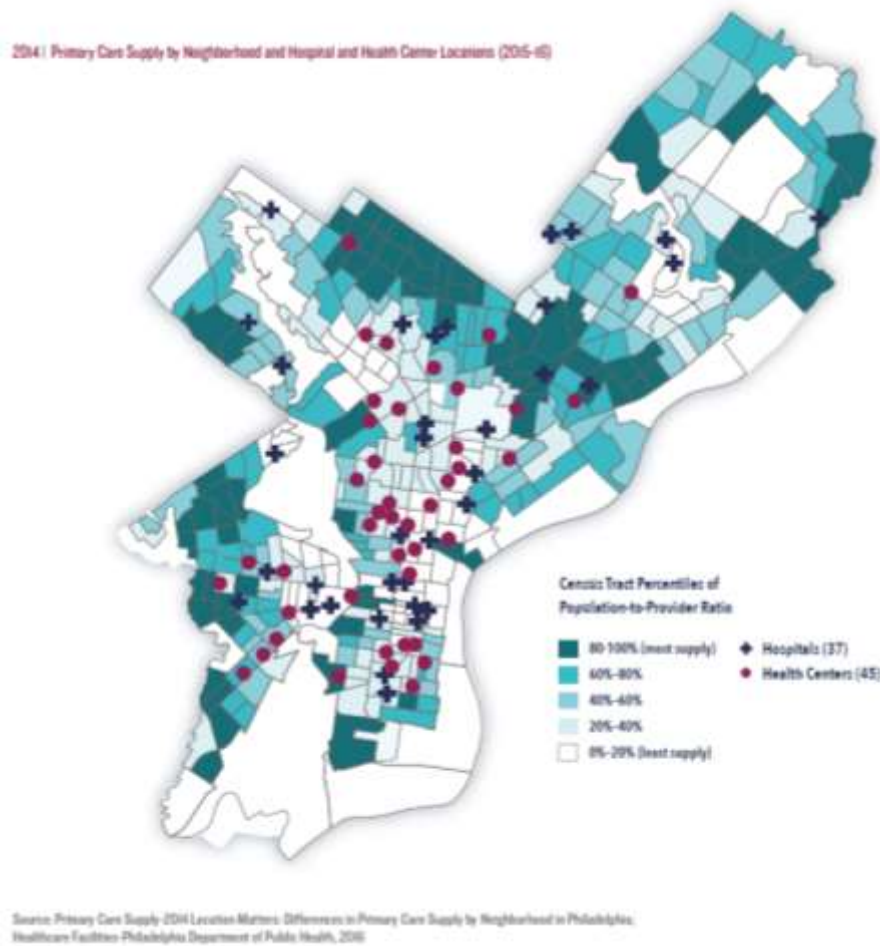 2014 | Primary Care Supply by Neighborhood and Hospital and Health Center Locations (2015-16)
Census Tract Percentiles of
Population-to-Provider Ratio
80-100% (most supply)
60%-80%
40%-60%
20%-40%
0%-20% (least supply)
Hospitals (37)
Health Centers (45)
Source: Primary Care Supply-2014 Location Matters: Differences in Primary Care Supply by Neighborhood in Philadelphia;
Healthcare Facilities-Philadelphia Department of Public Health, 2016